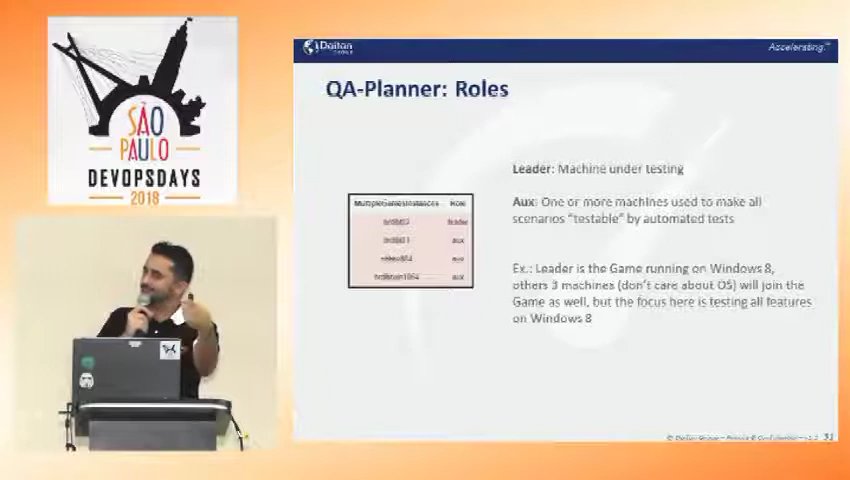 SÃO
PAULO
DEVOPSDAYS
2018
Daitan
GROUP
Accelerating.
QA-Planner: Roles
Leader: Machine under testing
Aux: One or more machines used to make all
scenarios "testable" by automated tests
Ex.: Leader is the Game running on Windows 8,
others 3 machines (don't care about OS) will join the
Game as well, but the focus here is testing all features
on Windows 8
MultipleGamesInstances Role
leader
aux
aux
aux
31